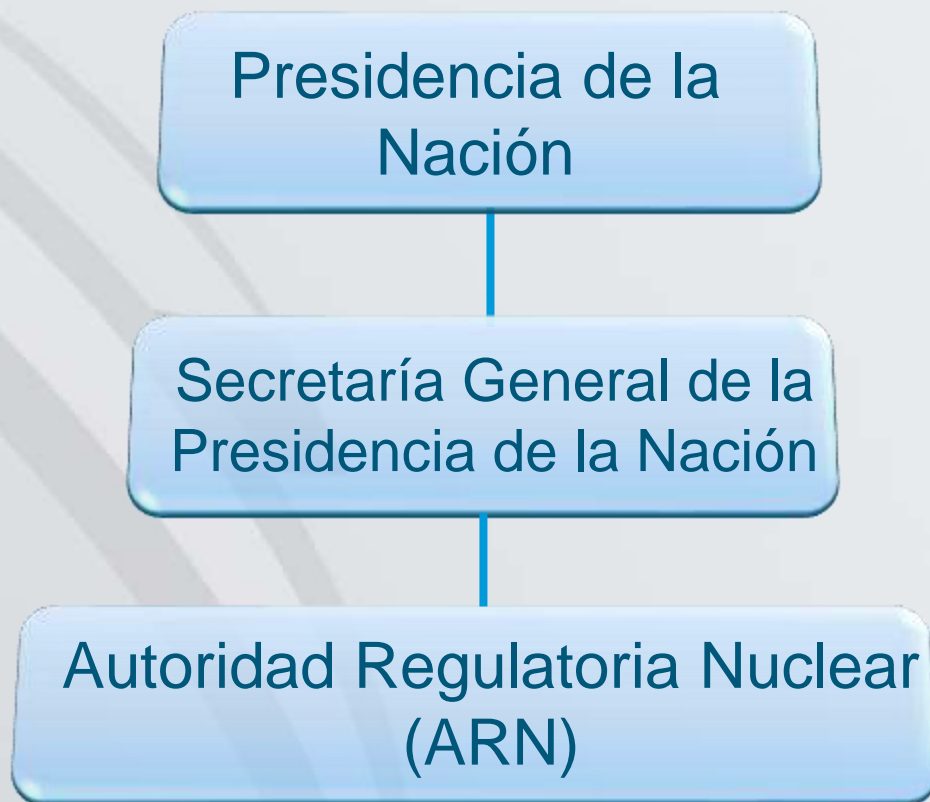 Presidencia de la
Nación
Secretaría General de la
Presidencia de la Nación
Autoridad Regulatoria Nuclear
(ARN)